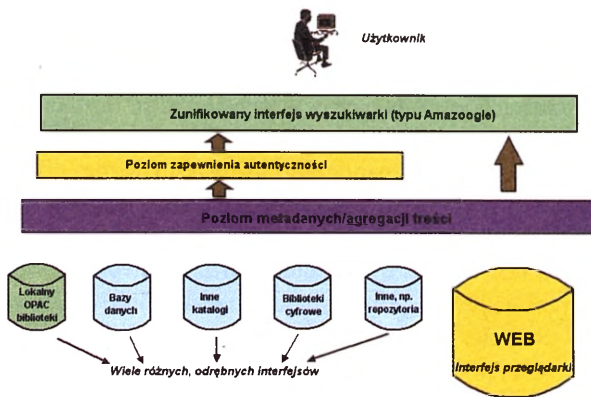 Użytkownik
Zunifikowany interfejs wyszukiwarki (typu Amazoogle)
Poziom zapewnienia autentyczności
Poziom metadanych/agregacji treści
Lokalny
OPAC
biblioteki
Bazy
danych
Inne
katalogi
Biblioteki
cyfrowe
Inne, np.
repozytoria
WEB
Interfejs przeglądarki
Wiele różnych, odrębnych interfejsów